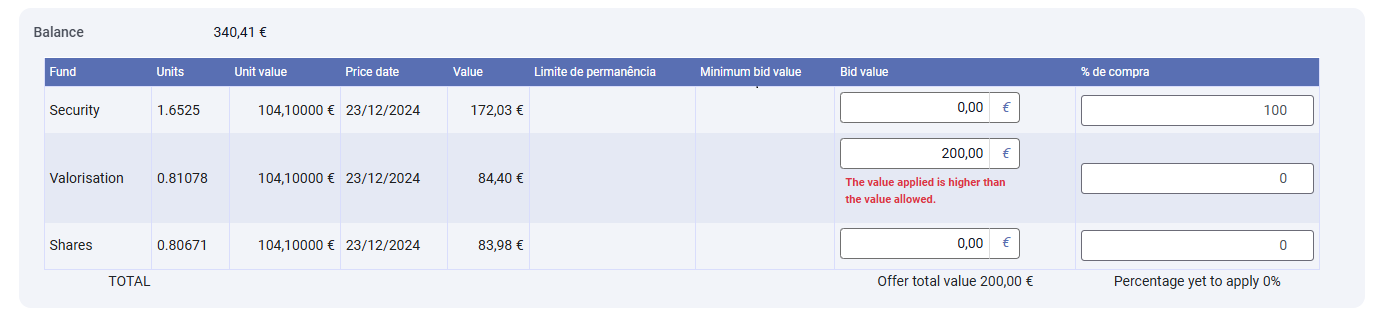 Balance 340,41 €
Fund Units Unit value Price date Value Limite de permanência Minimum bid value Bid value % de compra
Security 1.6525 104,10000 € 23/12/2024 172,03 € 0,00 € 100
Valorisation 0.81078 104,10000 € 23/12/2024 84,40 € 200,00 € 0
The value applied is higher than
the value allowed.
Shares 0.80671 104,10000 € 23/12/2024 83,98 € 0,00 € 0
TOTAL Offer total value 200,00 € Percentage yet to apply 0%